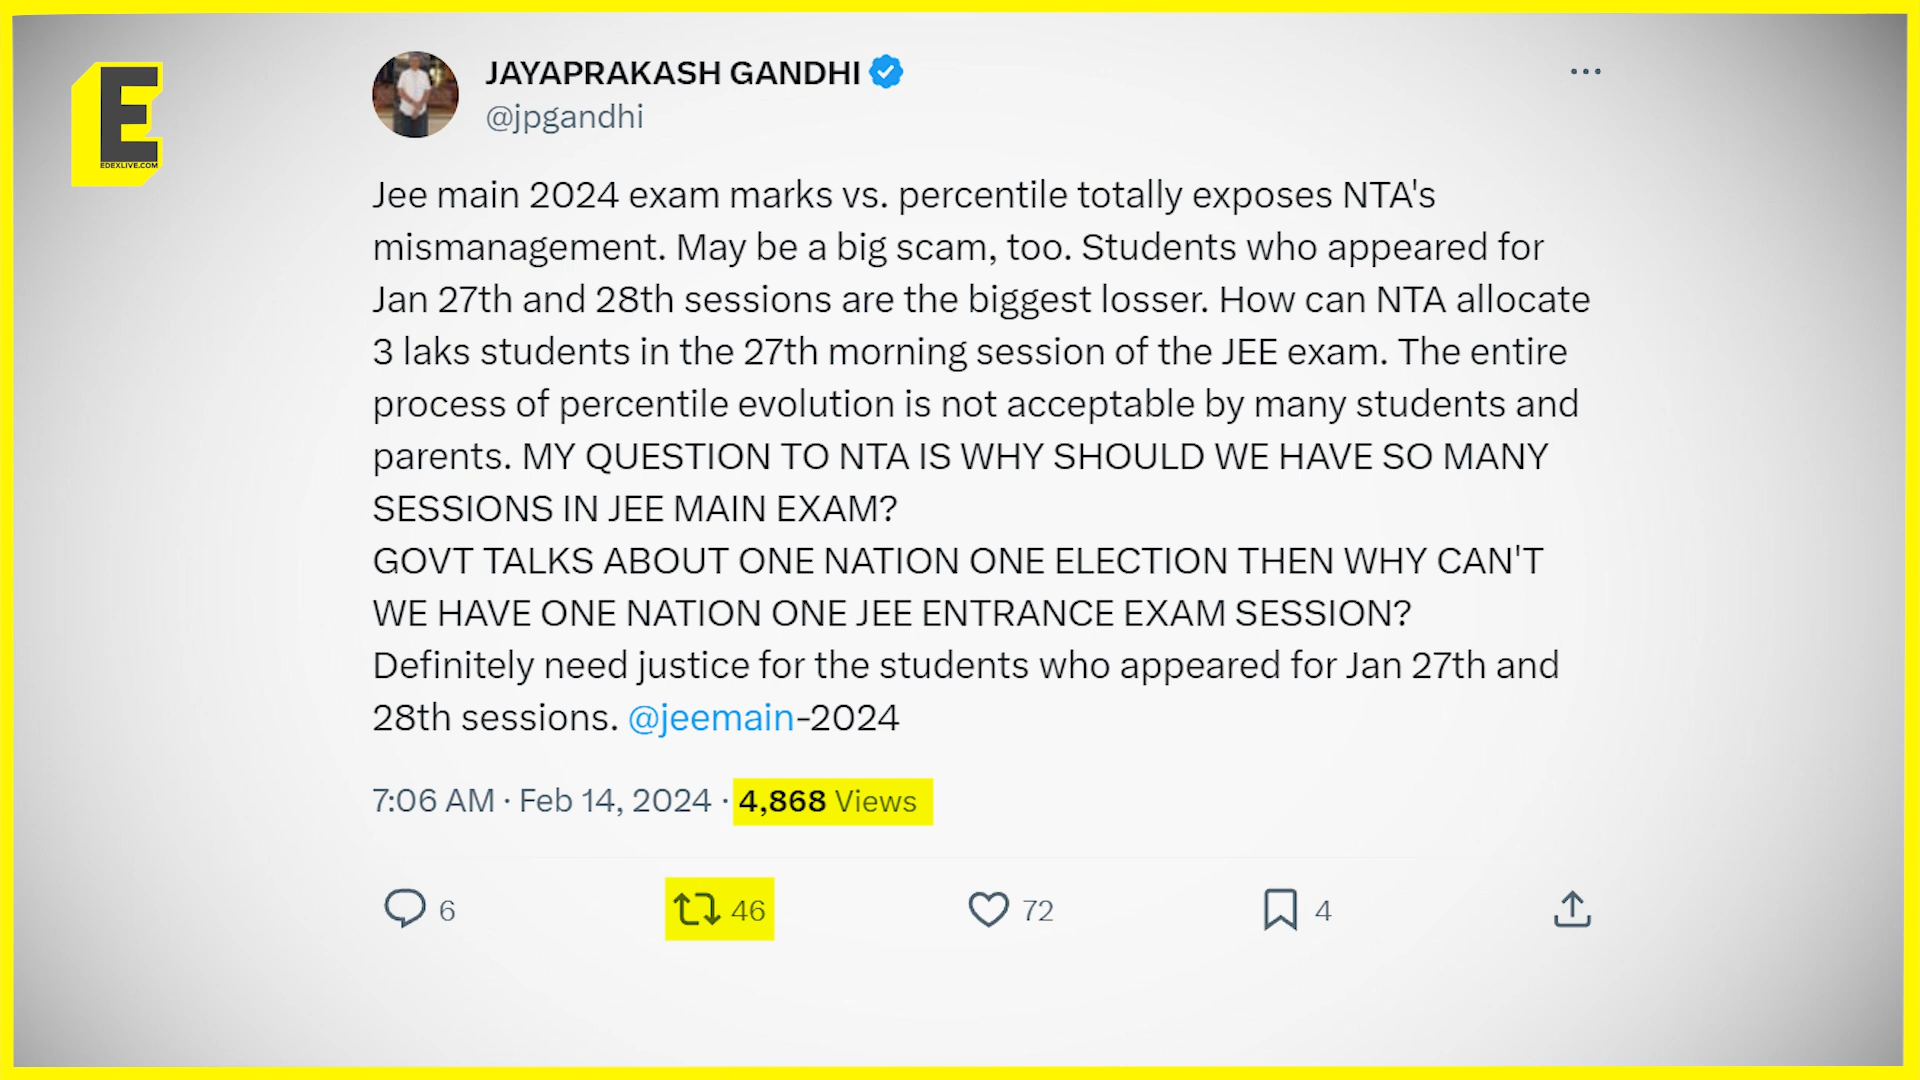 E
EDEXLIVE.COM
JAYAPRAKASH GANDHI
@jpgandhi
Jee main 2024 exam marks vs. percentile totally exposes NTA's
mismanagement. May be a big scam, too. Students who appeared for
Jan 27th and 28th sessions are the biggest losser. How can NTA allocate
3 laks students in the 27th morning session of the JEE exam. The entire
process of percentile evolution is not acceptable by many students and
parents. MY QUESTION TO NTA IS WHY SHOULD WE HAVE SO MANY
SESSIONS IN JEE MAIN EXAM?
GOVT TALKS ABOUT ONE NATION ONE ELECTION THEN WHY CAN'T
WE HAVE ONE NATION ONE JEE ENTRANCE EXAM SESSION?
Definitely need justice for the students who appeared for Jan 27th and
28th sessions. @jeemain-2024
7:06 AM · Feb 14, 2024 · 4,868 Views
6 46 72 4